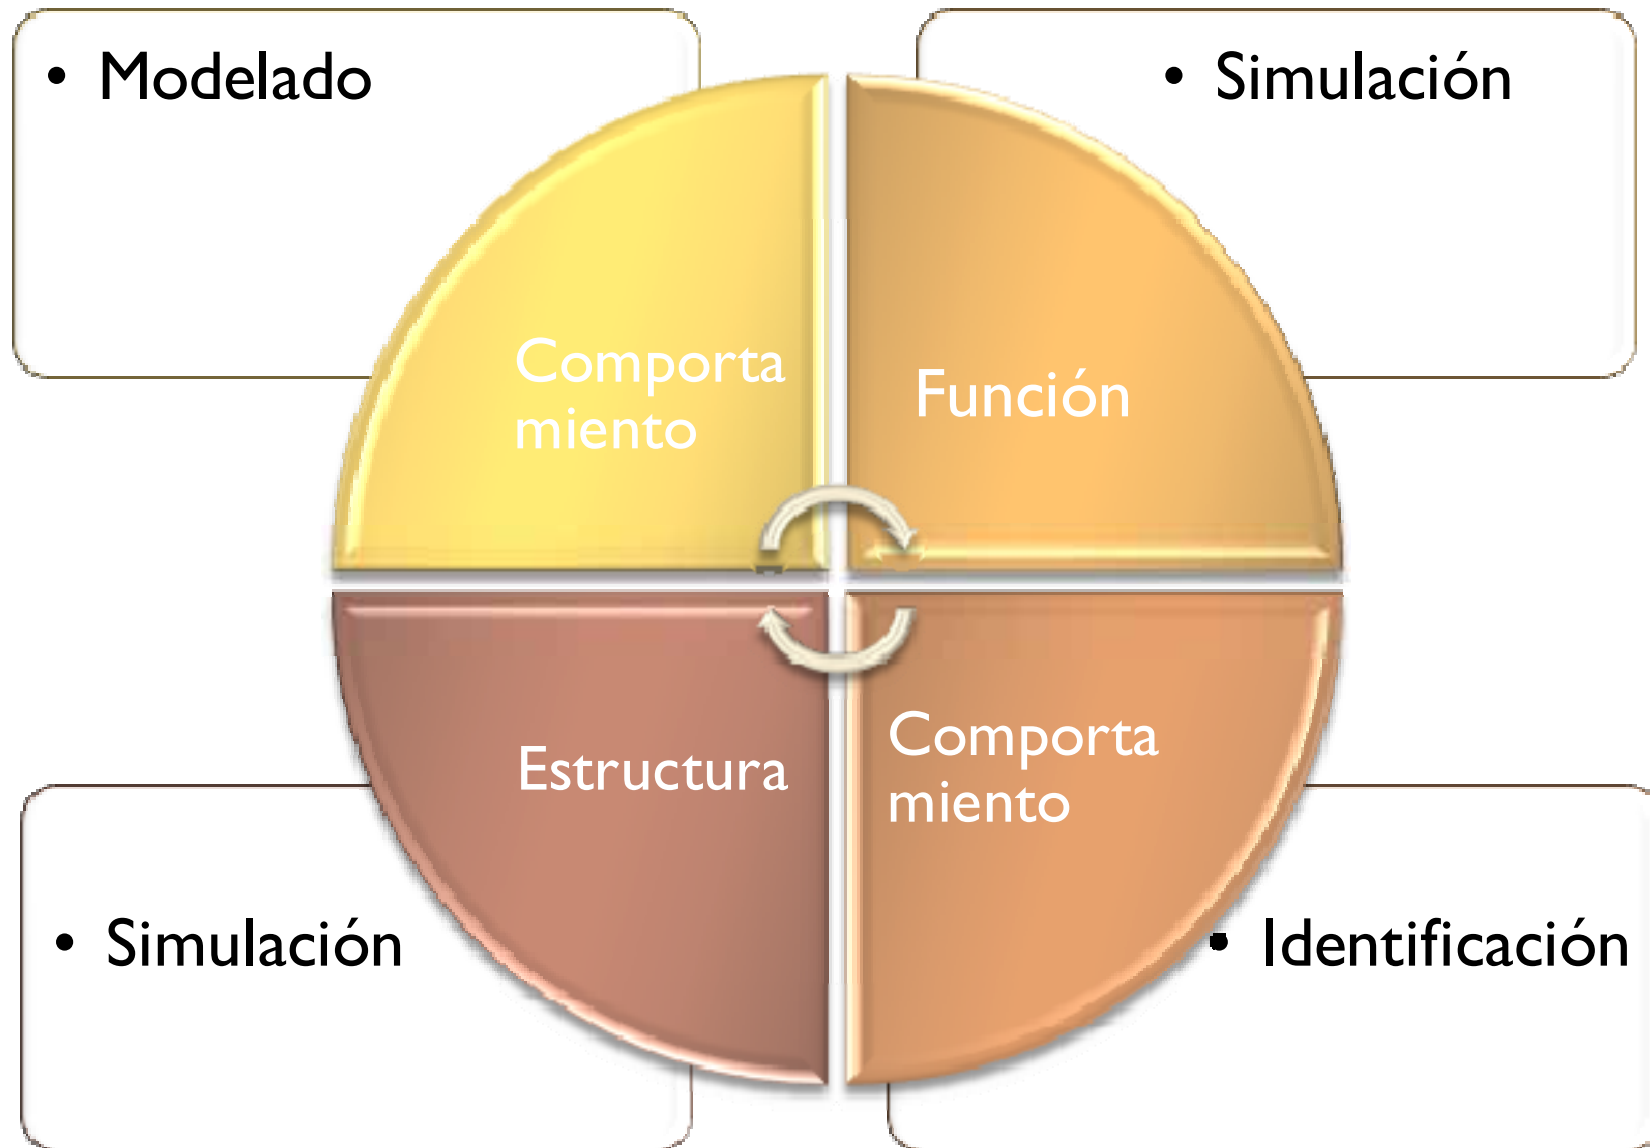 • Modelado
• Simulación
Comporta
miento
Función
Estructura
Comporta
miento
• Simulación
• Identificación